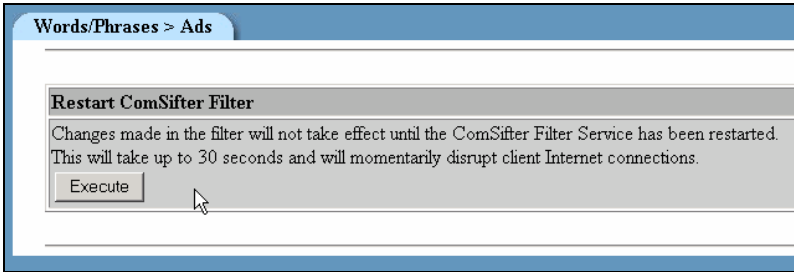 Words/Phrases > Ads
Restart ComSifter Filter
Changes made in the filter will not take effect until the ComSifter Filter Service has been restarted.
This will take up to 30 seconds and will momentarily disrupt client Internet connections.
Execute